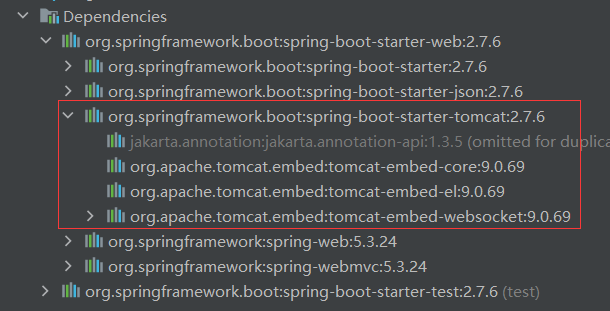 Dependencies
org.springframework.boot:spring-boot-starter-web:2.7.6
org.springframework.boot:spring-boot-starter:2.7.6
org.springframework.boot:spring-boot-starter-json:2.7.6
org.springframework.boot:spring-boot-starter-tomcat:2.7.6
jakarta.annotation:jakarta.annotation-api:1.3.5 (omitted for duplica
org.apache.tomcat.embed:tomcat-embed-core:9.0.69
org.apache.tomcat.embed:tomcat-embed-el:9.0.69
org.apache.tomcat.embed:tomcat-embed-websocket:9.0.69
org.springframework:spring-web:5.3.24
org.springframework:spring-webmvc:5.3.24
org.springframework.boot:spring-boot-starter-test:2.7.6 (test)